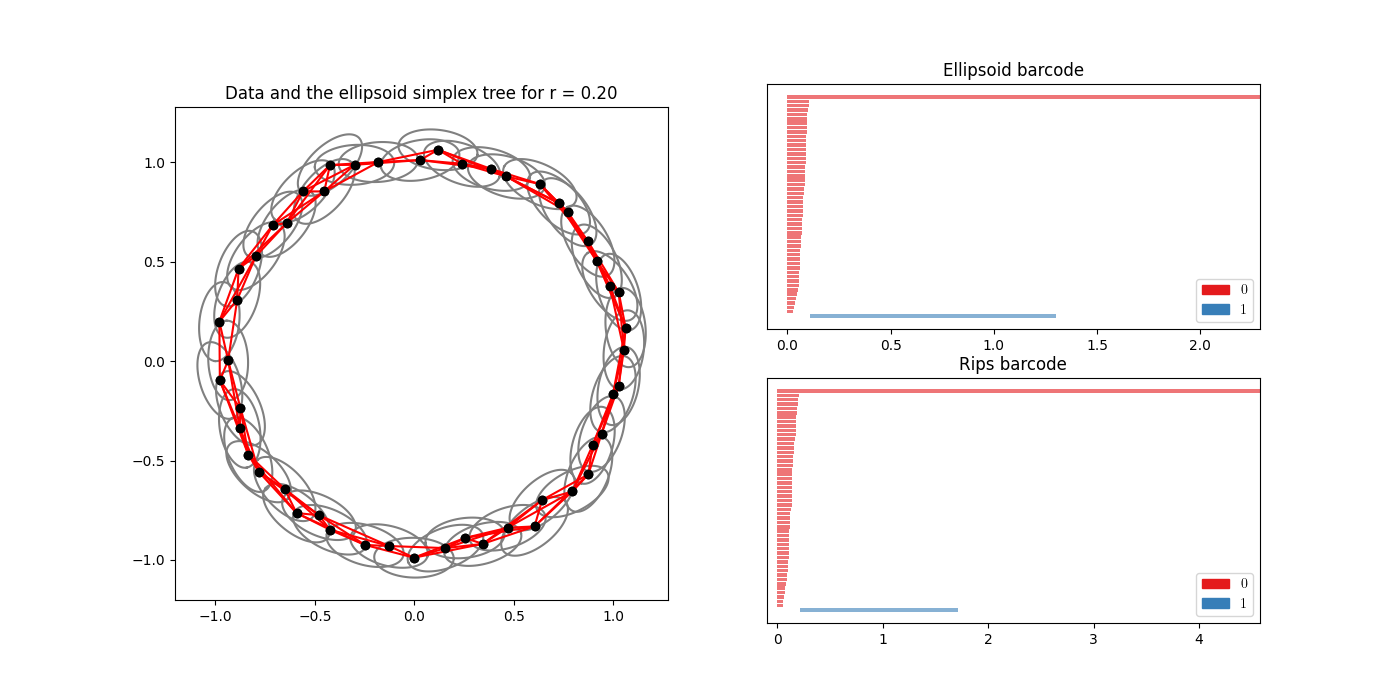 Data and the ellipsoid simplex tree for r = 0.20
1.0
0.5
0.0
−0.5
−1.0
−1.0 −0.5 0.0 0.5 1.0
Ellipsoid barcode
0
1
0.0 0.5 1.0 1.5 2.0
Rips barcode
0
1
0 1 2 3 4